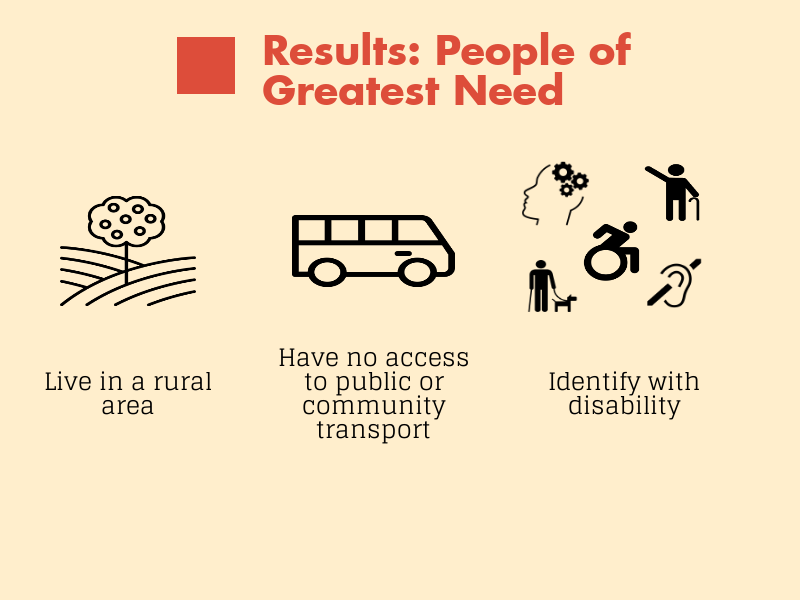 Results: People of
Greatest Need
Live in a rural
area
Have no access
to public or
community
transport
Identify with
disability